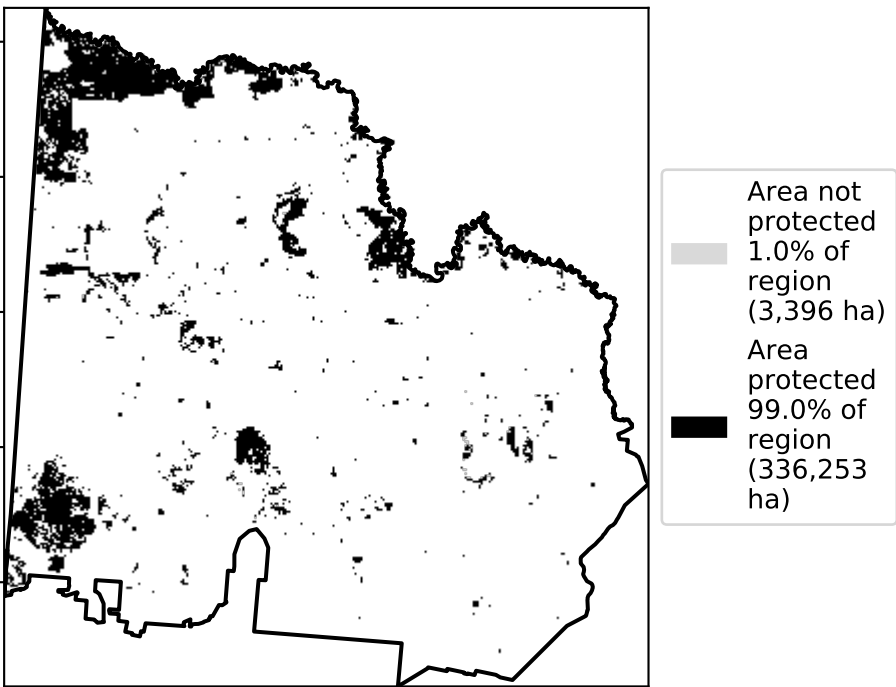 Area not
protected
1.0% of
region
(3,396 ha)
Area
protected
99.0% of
region
(336,253
ha)